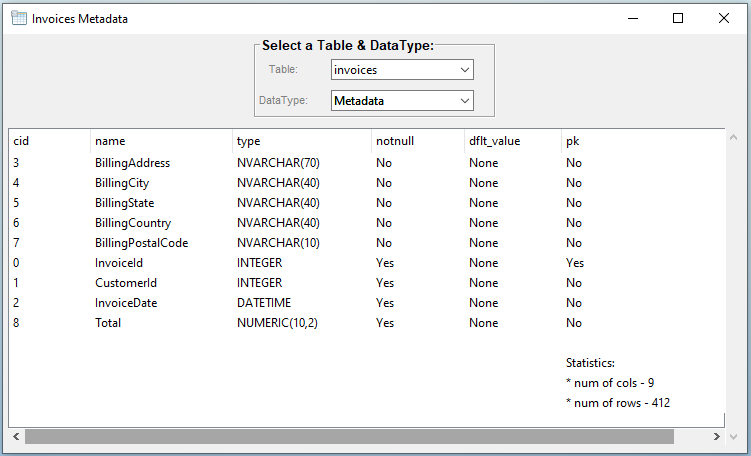 Invoices Metadata
Select a Table & DataType:
Table: invoices
DataType: Metadata
cid name type notnull dflt_value pk
3 BillingAddress NVARCHAR(70) No None No
4 BillingCity NVARCHAR(40) No None No
5 BillingState NVARCHAR(40) No None No
6 BillingCountry NVARCHAR(40) No None No
7 BillingPostalCode NVARCHAR(10) No None No
0 InvoiceId INTEGER Yes None Yes
1 CustomerId INTEGER Yes None No
2 InvoiceDate DATETIME Yes None No
8 Total NUMERIC(10,2) Yes None No
Statistics:
* num of cols - 9
* num of rows - 412